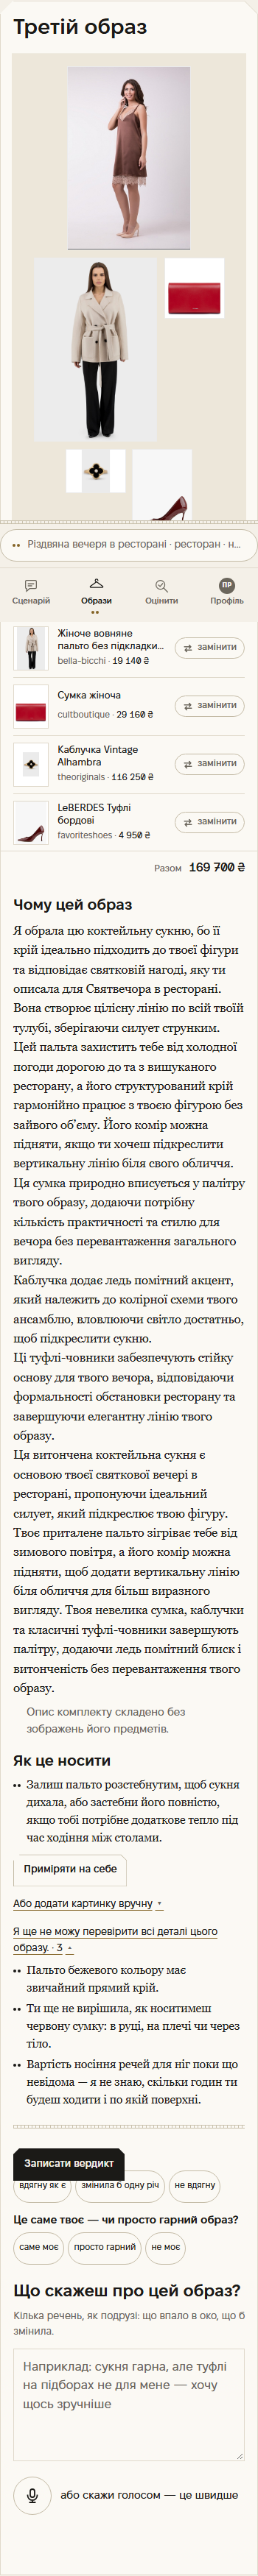 Третій образ
Різдвяна вечеря в ресторані · ресторан · н...
Сценарій
Образи
Оцінити
ПР
Профіль
Жіноче вовняне
пальто без підкладки...
bella-bicchi · 19 140 ₴
замінити
Сумка жіноча
cultboutique · 29 160 ₴
замінити
Каблучка Vintage
Alhambra
theoriginals · 116 250 ₴
замінити
LeBERDES Туфлі
бордові
favoriteshoes · 4 950 ₴
замінити
Разом 169 700 ₴
Чому цей образ
Я обрала цю коктейльну сукню, бо її
крій ідеально підходить до твоєї фігури
та відповідає святковій нагоді, яку ти
описала для Святвечора в ресторані.
Вона створює цілісну лінію по всій твоїй
тулубі, зберігаючи силует струнким.
Цей пальта захистить тебе від холодної
погоди дорогою до та з вишуканого
ресторану, а його структурований крій
гармонійно працює з твоєю фігурою без
зайвого об’єму. Його комір можна
підняти, якщо ти хочеш підкреслити
вертикальну лінію біля свого обличчя.
Ця сумка природно вписується у палітру
твого образу, додаючи потрібну
кількість практичності та стилю для
вечора без перевантаження загального
вигляду.
Каблучка додає ледь помітний акцент,
який належить до колірної схеми твого
ансамблю, вловлюючи світло достатньо,
щоб підкреслити сукню.
Ці туфлі-човники забезпечують стійку
основу для твого вечора, відповідаючи
формальності обстановки ресторану та
завершуючи елегантну лінію твого
образу.
Ця витончена коктейльна сукня є
основою твоєї святкової вечері в
ресторані, пропонуючи ідеальний
силует, який підкреслює твою фігуру.
Твоє приталене пальто зігріває тебе від
зимового повітря, а його комір можна
підняти, щоб додати вертикальну лінію
біля обличчя для більш виразного
вигляду. Твоя невелика сумка, каблучки
та класичні туфлі-човники завершують
палітру, додаючи ледь помітний блиск і
витонченість без перевантаження твого
образу.
Опис комплекту складено без
зображень його предметів.
Як це носити
Залиш пальто розстебнутим, щоб сукня
дихала, або застебни його повністю,
якщо тобі потрібне додаткове тепло під
час ходіння між столами.
Приміряти на себе
Або додати картинку вручну
Я ще не можу перевірити всі деталі цього
образу. · 3
Пальто бежевого кольору має
звичайний прямий крій.
Ти ще не вирішила, як носитимеш
червону сумку: в руці, на плечі чи через
тіло.
Вартість носіння речей для ніг поки що
невідома — я не знаю, скільки годин ти
будеш ходити і по якій поверхні.
Записати вердикт
вдягну як є
змінила б одну річ
не вдягну
Це саме твоє — чи просто гарний образ?
саме моє
просто гарний
не моє
Що скажеш про цей образ?
Кілька речень, як подрузі: що впало в око, що б
змінила.
Наприклад: сукня гарна, але туфлі
на підборах не для мене — хочу
щось зручніше
або скажи голосом — це швидше